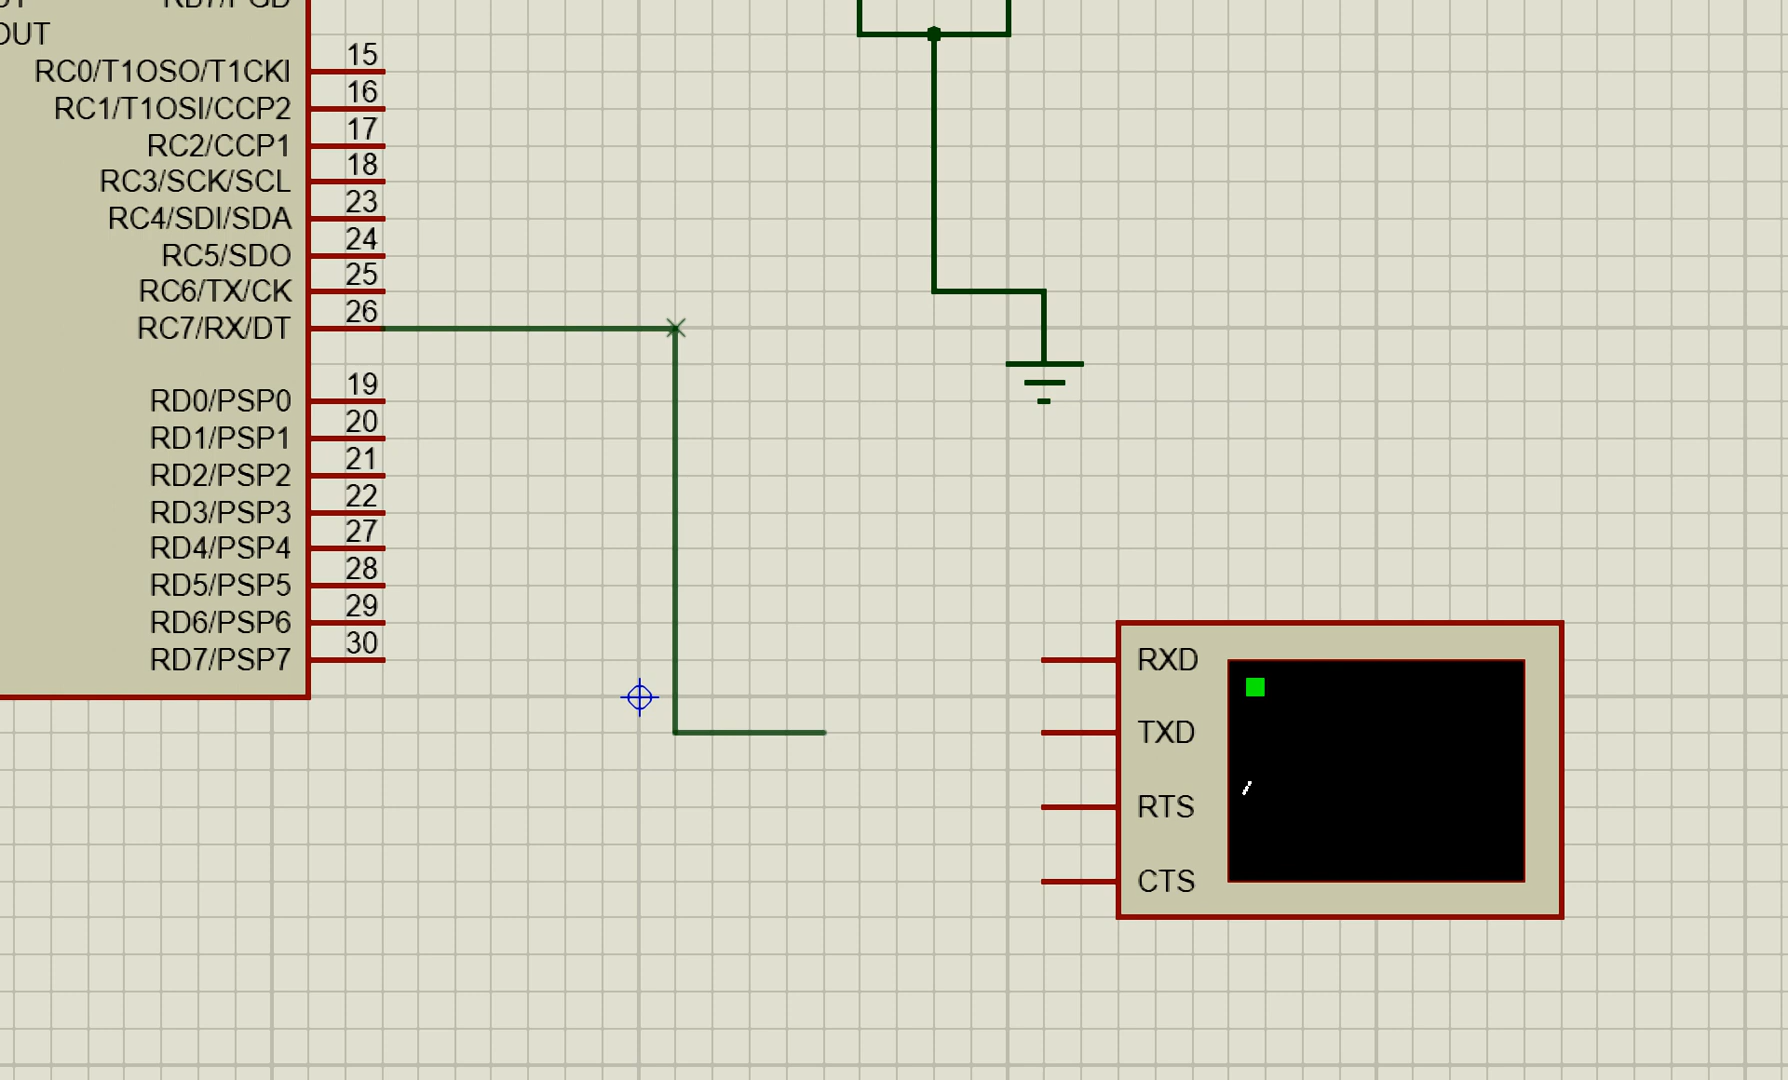 OUT
RC0/T1OSO/T1CKI 15
RC1/T1OSI/CCP2 16
RC2/CCP1 17
RC3/SCK/SCL 18
RC4/SDI/SDA 23
RC5/SDO 24
RC6/TX/CK 25
RC7/RX/DT 26
RD0/PSP0 19
RD1/PSP1 20
RD2/PSP2 21
RD3/PSP3 22
RD4/PSP4 27
RD5/PSP5 28
RD6/PSP6 29
RD7/PSP7 30
RXD
TXD
RTS
CTS